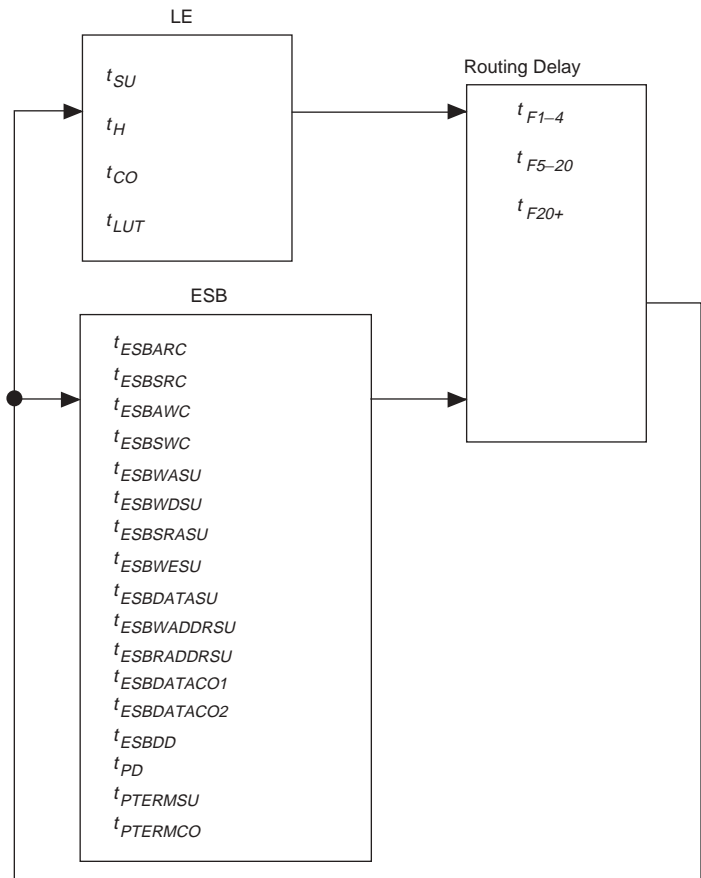 LE
tSU
tH
tCO
tLUT
Routing Delay
tF1–4
tF5–20
tF20+
ESB
tESBARC
tESBSRC
tESBAWC
tESBSWC
tESBWASU
tESBWDSU
tESBSRASU
tESBWESU
tESBDATASU
tESBWADDRSU
tESBRADDRSU
tESBDATACO1
tESBDATACO2
tESBDD
tPD
tPTERMSU
tPTERMCO